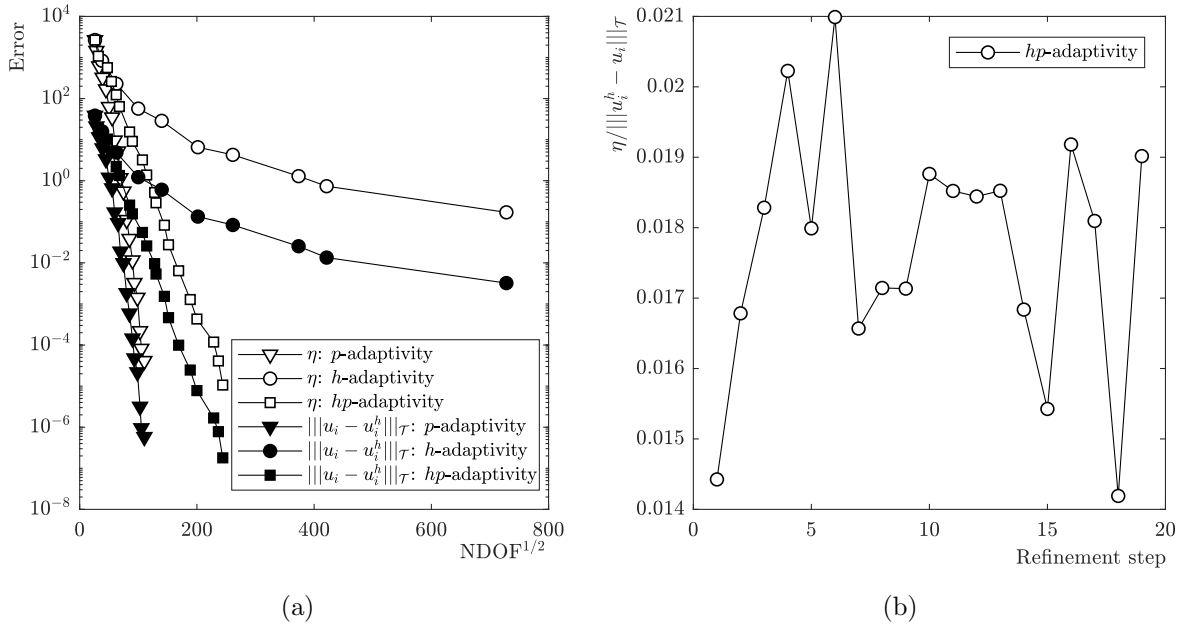 Error
10^4
10^2
10^0
10^{-2}
10^{-4}
10^{-6}
10^{-8}
η: p-adaptivity
η: h-adaptivity
η: hp-adaptivity
|||u_i − u_i^h|||_𝒯: p-adaptivity
|||u_i − u_i^h|||_𝒯: h-adaptivity
|||u_i − u_i^h|||_𝒯: hp-adaptivity
0 200 400 600 800
NDOF^{1/2}
(a)
η/|||u_i^h − u_i|||_𝒯
0.021
0.02
0.019
0.018
0.017
0.016
0.015
0.014
hp-adaptivity
0 5 10 15 20
Refinement step
(b)